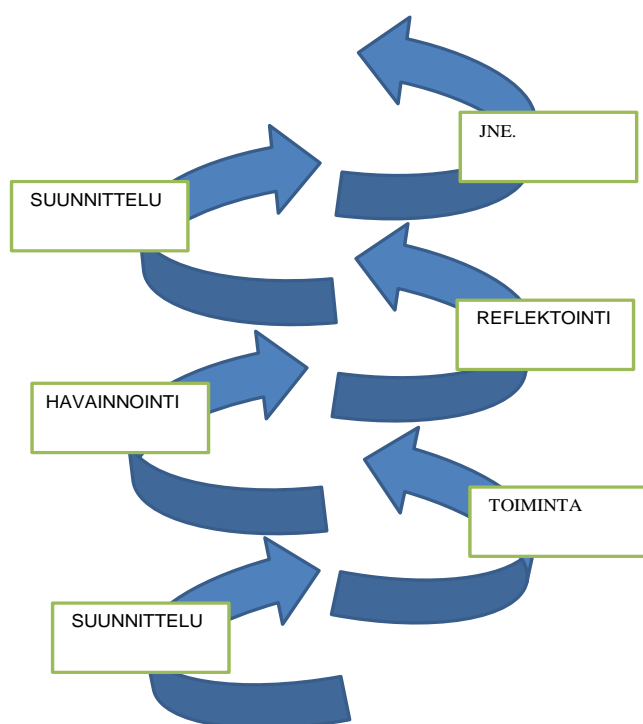 JNE.
SUUNNITTELU
REFLEKTOINTI
HAVAINNOINTI
TOIMINTA
SUUNNITTELU